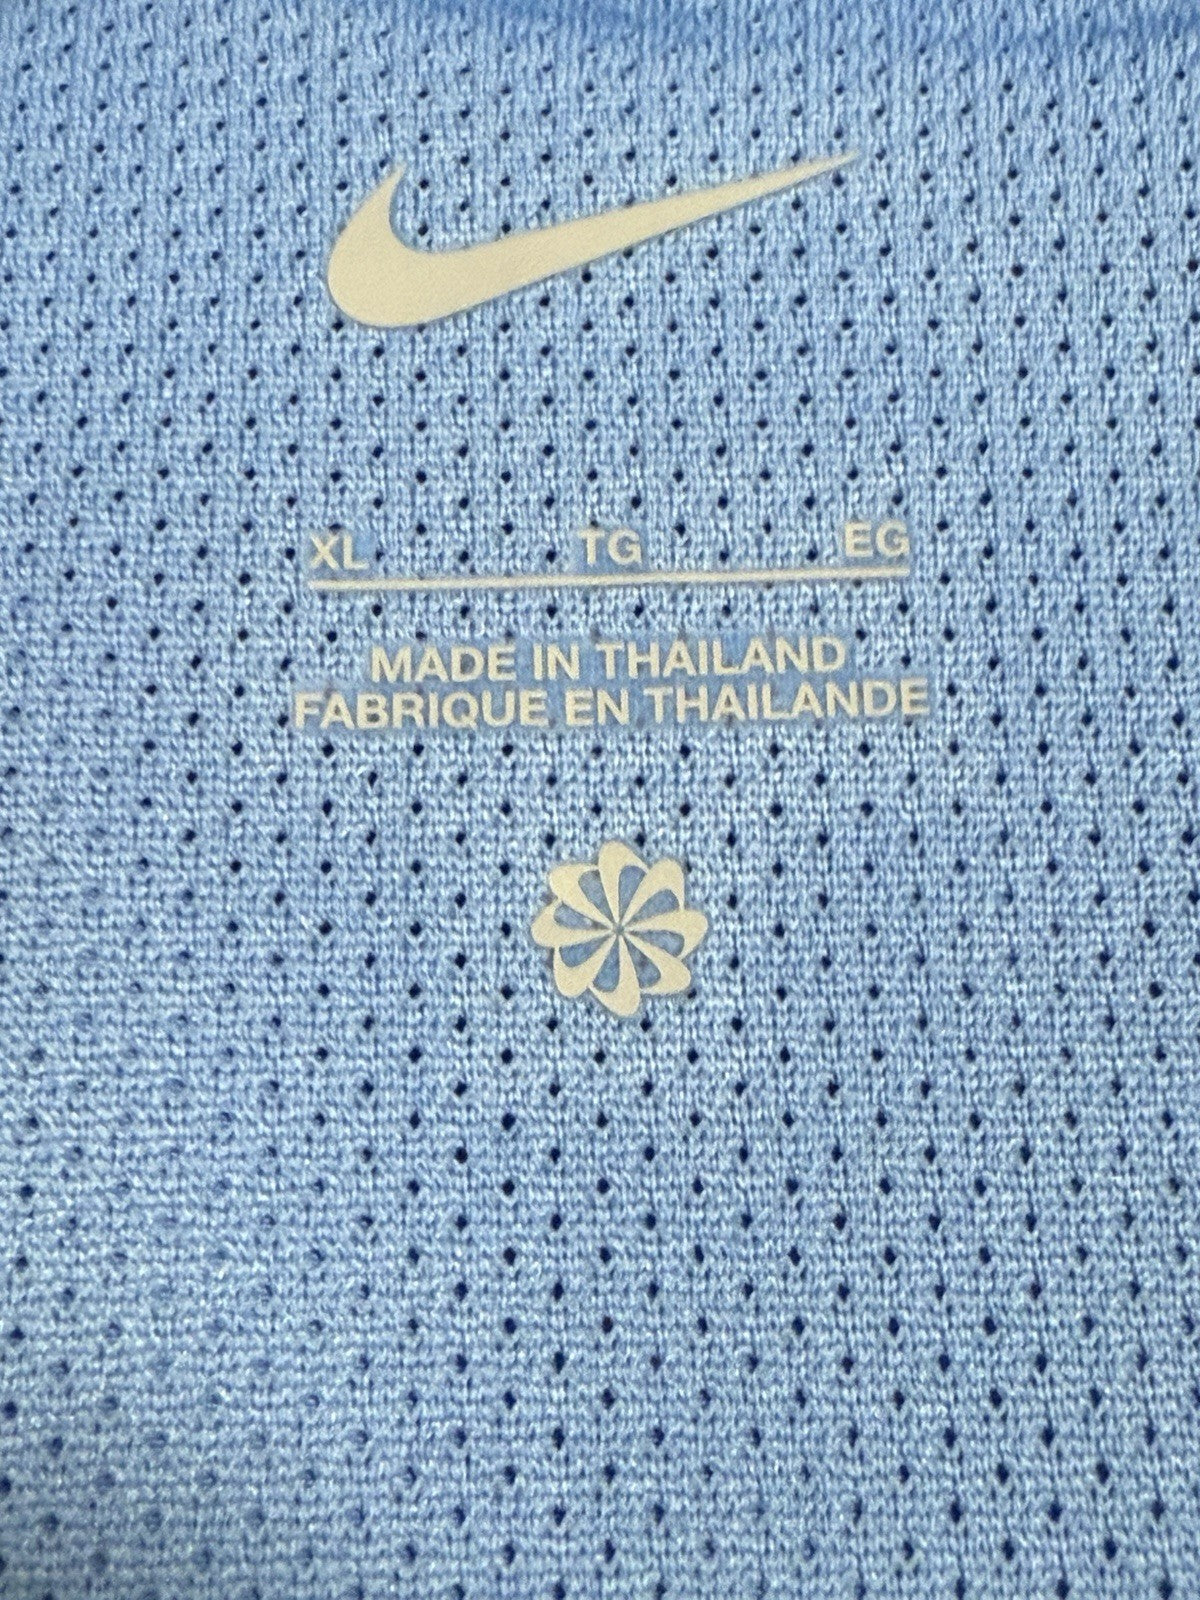 XL TG EG
MADE IN THAILAND
FABRIQUE EN THAILANDE